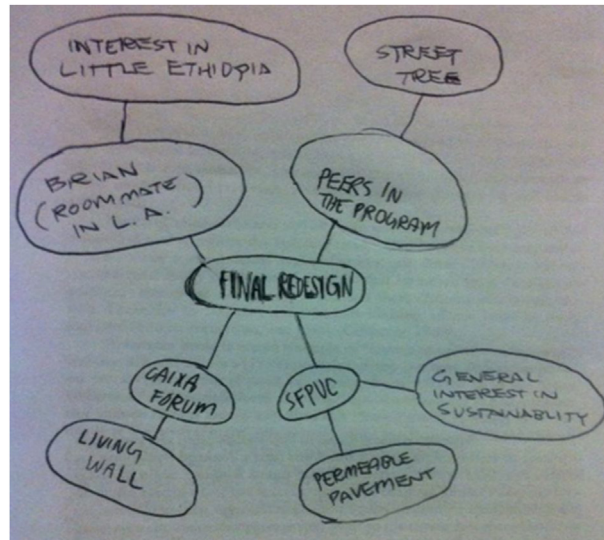 INTEREST IN
LITTLE ETHIOPIA
STREET
TREE
BRIAN
(ROOMMATE
IN L.A.)
PEERS IN
THE PROGRAM
FINAL REDESIGN
CAIXA
FORUM
SFPUC
GENERAL
INTEREST IN
SUSTAINABLITY
LIVING
WALL
PERMEABLE
PAVEMENT